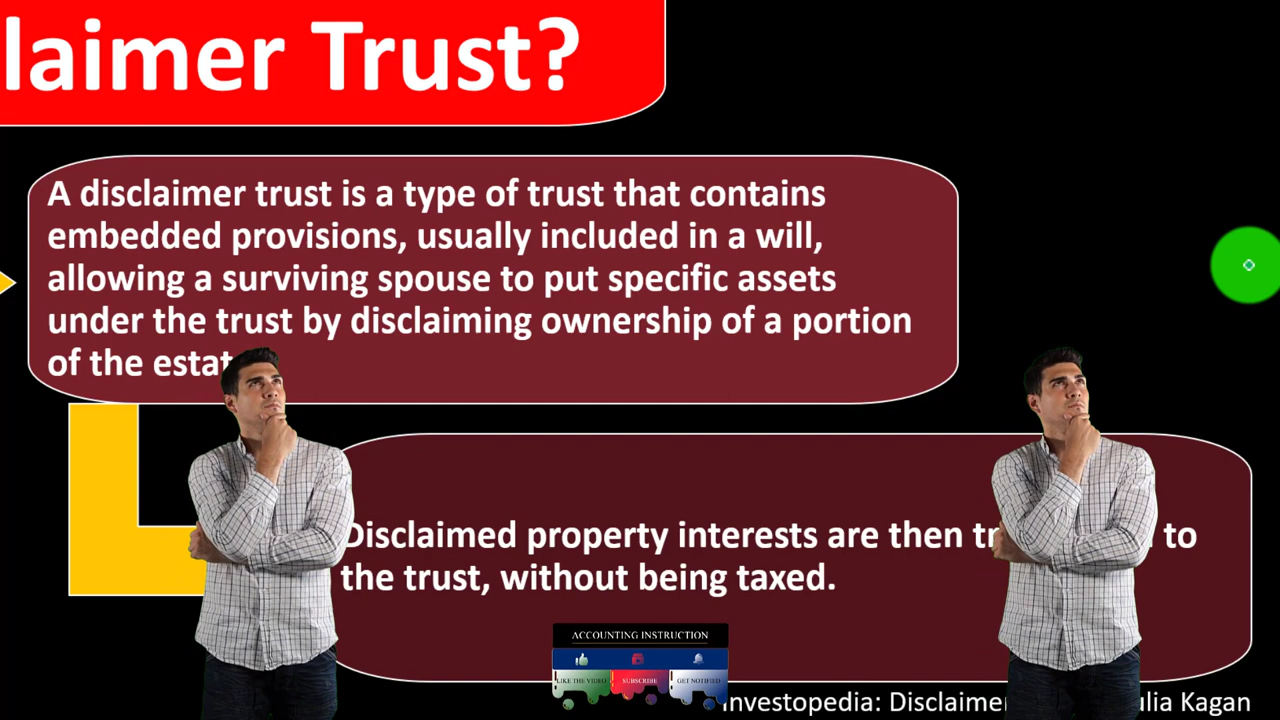 laimer Trust?
A disclaimer trust is a type of trust that contains
embedded provisions, usually included in a will,
allowing a surviving spouse to put specific assets
under the trust by disclaiming ownership of a portion
of the estat
Disclaimed property interests are then tr to
the trust, without being taxed.
ACCOUNTING INSTRUCTION
LIKE THE VIDEO SUBSCRIBE GET NOTIFIED
Investopedia: Disclaimer ulia Kagan